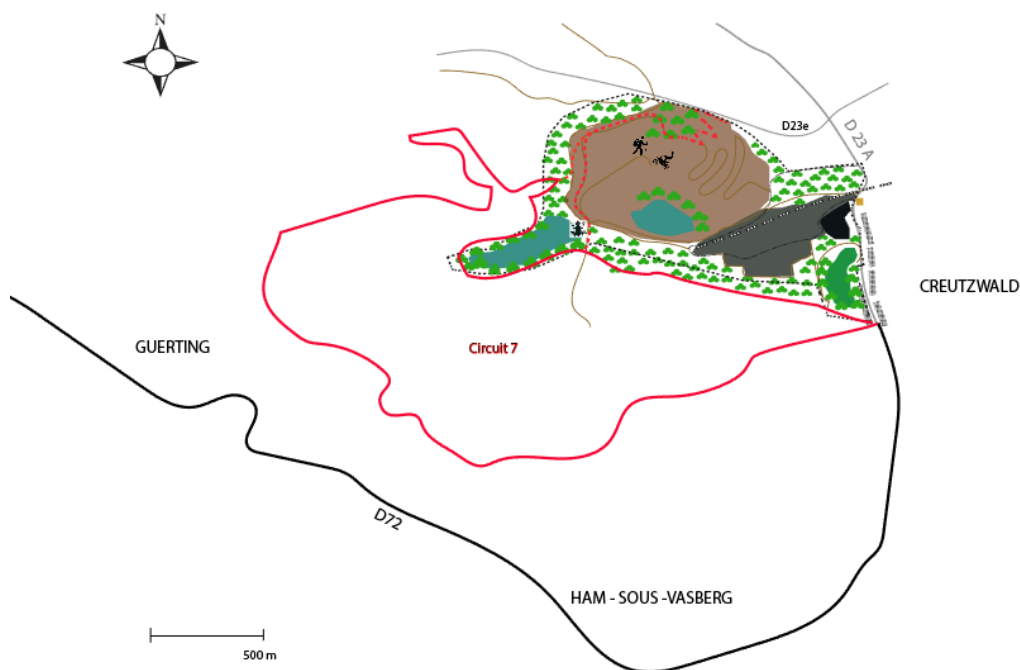 N
D23e
D 23 A
CREUTZWALD
GUERTING
Circuit 7
D72
HAM - SOUS -VASBERG
500 m